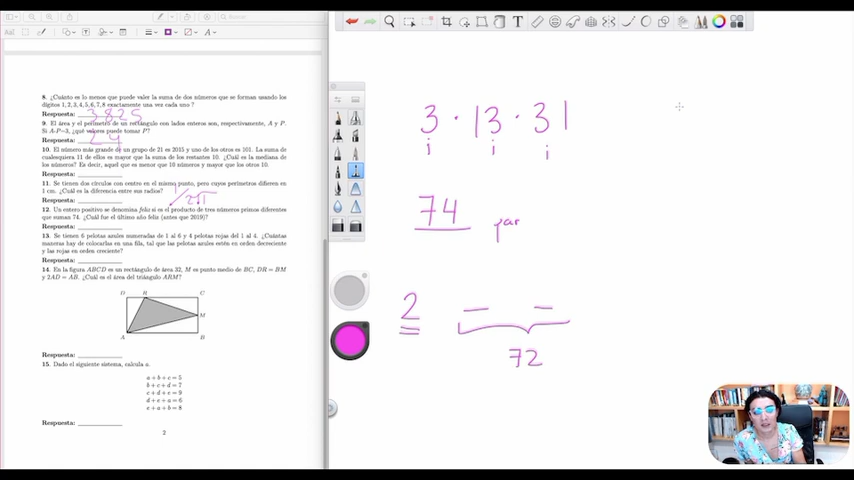 8. ¿Cuánto es lo menos que puede valer la suma de dos números que se forman usando los
dígitos 1, 2, 3, 4, 5, 6, 7, 8 exactamente una vez cada uno ?
Respuesta: 3825
9. El área y el perímetro de un rectángulo con lados enteros son, respectivamente, A y P.
Si A-P=3, ¿qué valores puede tomar P?
Respuesta: 24
10. El número más grande de un grupo de 21 es 2015 y uno de los otros es 101. La suma de
cualesquiera 11 de ellos es mayor que la suma de los restantes 10. ¿Cuál es la mediana de
los números? Es decir, aquel que es menor que 10 números y mayor que los otros 10.
Respuesta:
11. Se tienen dos círculos con centro en el mismo punto, pero cuyos perímetros difieren en
1 cm. ¿Cuál es la diferencia entre sus radios?
Respuesta: 1/2π
12. Un entero positivo se denomina feliz si es el producto de tres números primos diferentes
que suman 74. ¿Cuál fue el último año feliz (antes que 2019)?
Respuesta:
13. Se tienen 6 pelotas azules numeradas de 1 al 6 y 4 pelotas rojas del 1 al 4. ¿Cuántas
maneras hay de colocarlas en una fila, tal que las pelotas azules estén en orden decreciente
y las rojas en orden creciente?
Respuesta:
14. En la figura ABCD es un rectángulo de área 32, M es punto medio de BC, DR = BM
y 2AD = AB. ¿Cuál es el área del triángulo ARM?
D R C
M
A B
Respuesta:
15. Dado el siguiente sistema, calcula a.
a + b + c = 5
b + c + d = 7
c + d + e = 9
d + e + a = 6
e + a + b = 8
Respuesta:
2
3 · 13 · 31
i i i
74 par
2
72